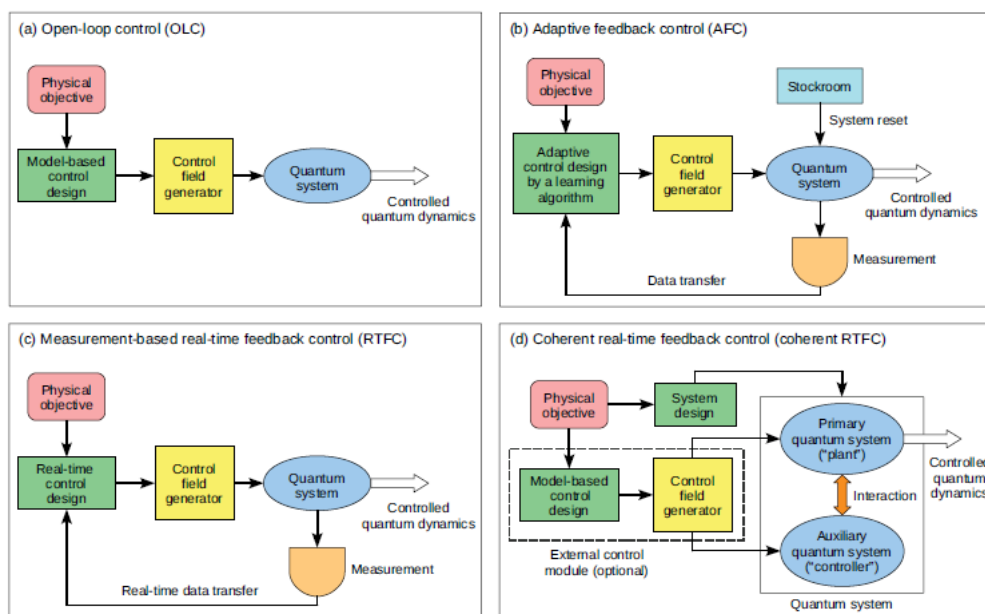 (a) Open-loop control (OLC)
Physical
objective
Model-based
control
design
Control
field
generator
Quantum
system
Controlled
quantum dynamics
(b) Adaptive feedback control (AFC)
Physical
objective
Stockroom
System reset
Adaptive
control design
by a learning
algorithm
Control
field
generator
Quantum
system
Controlled
quantum dynamics
Measurement
Data transfer
(c) Measurement-based real-time feedback control (RTFC)
Physical
objective
Real-time
control
design
Control
field
generator
Quantum
system
Controlled
quantum dynamics
Measurement
Real-time data transfer
(d) Coherent real-time feedback control (coherent RTFC)
Physical
objective
System
design
Primary
quantum system
("plant")
Controlled
quantum
dynamics
Model-based
control
design
Control
field
generator
Interaction
Auxiliary
quantum system
("controller")
External control
module (optional)
Quantum system